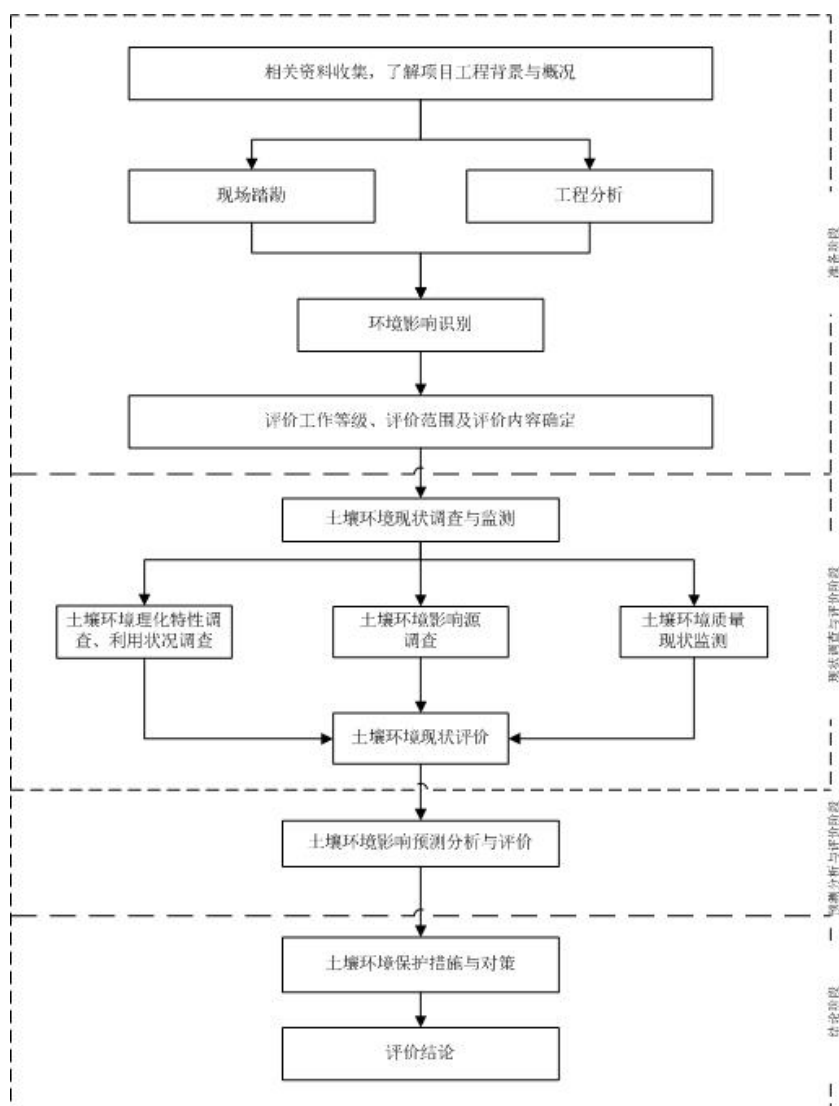 相关资料收集，了解项目工程背景与概况
现场踏勘
工程分析
准备阶段
环境影响识别
评价工作等级、评价范围及评价内容确定
土壤环境现状调查与监测
土壤环境理化特性调
查、利用状况调查
土壤环境影响源
调查
土壤环境质量
现状监测
现状调查与评价阶段
土壤环境现状评价
土壤环境影响预测分析与评价
预测分析与评价阶段
土壤环境保护措施与对策
结论阶段
评价结论